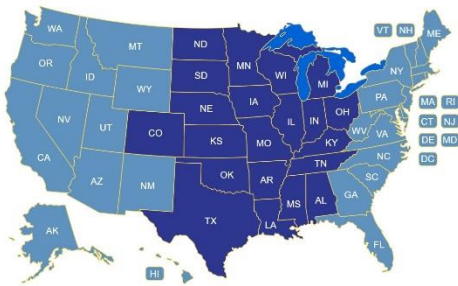 WA
MT
ND
MN
VT NH
ME
OR
ID
SD
WI
MI
NY
WY
MA RI
NV
NE
IA
PA
CT NJ
UT
CO
IL
IN
OH
WV
VA
DE MD
CA
KS
MO
KY
DC
NC
TN
AZ
NM
OK
AR
SC
MS
AL
GA
TX
LA
AK
FL
HI